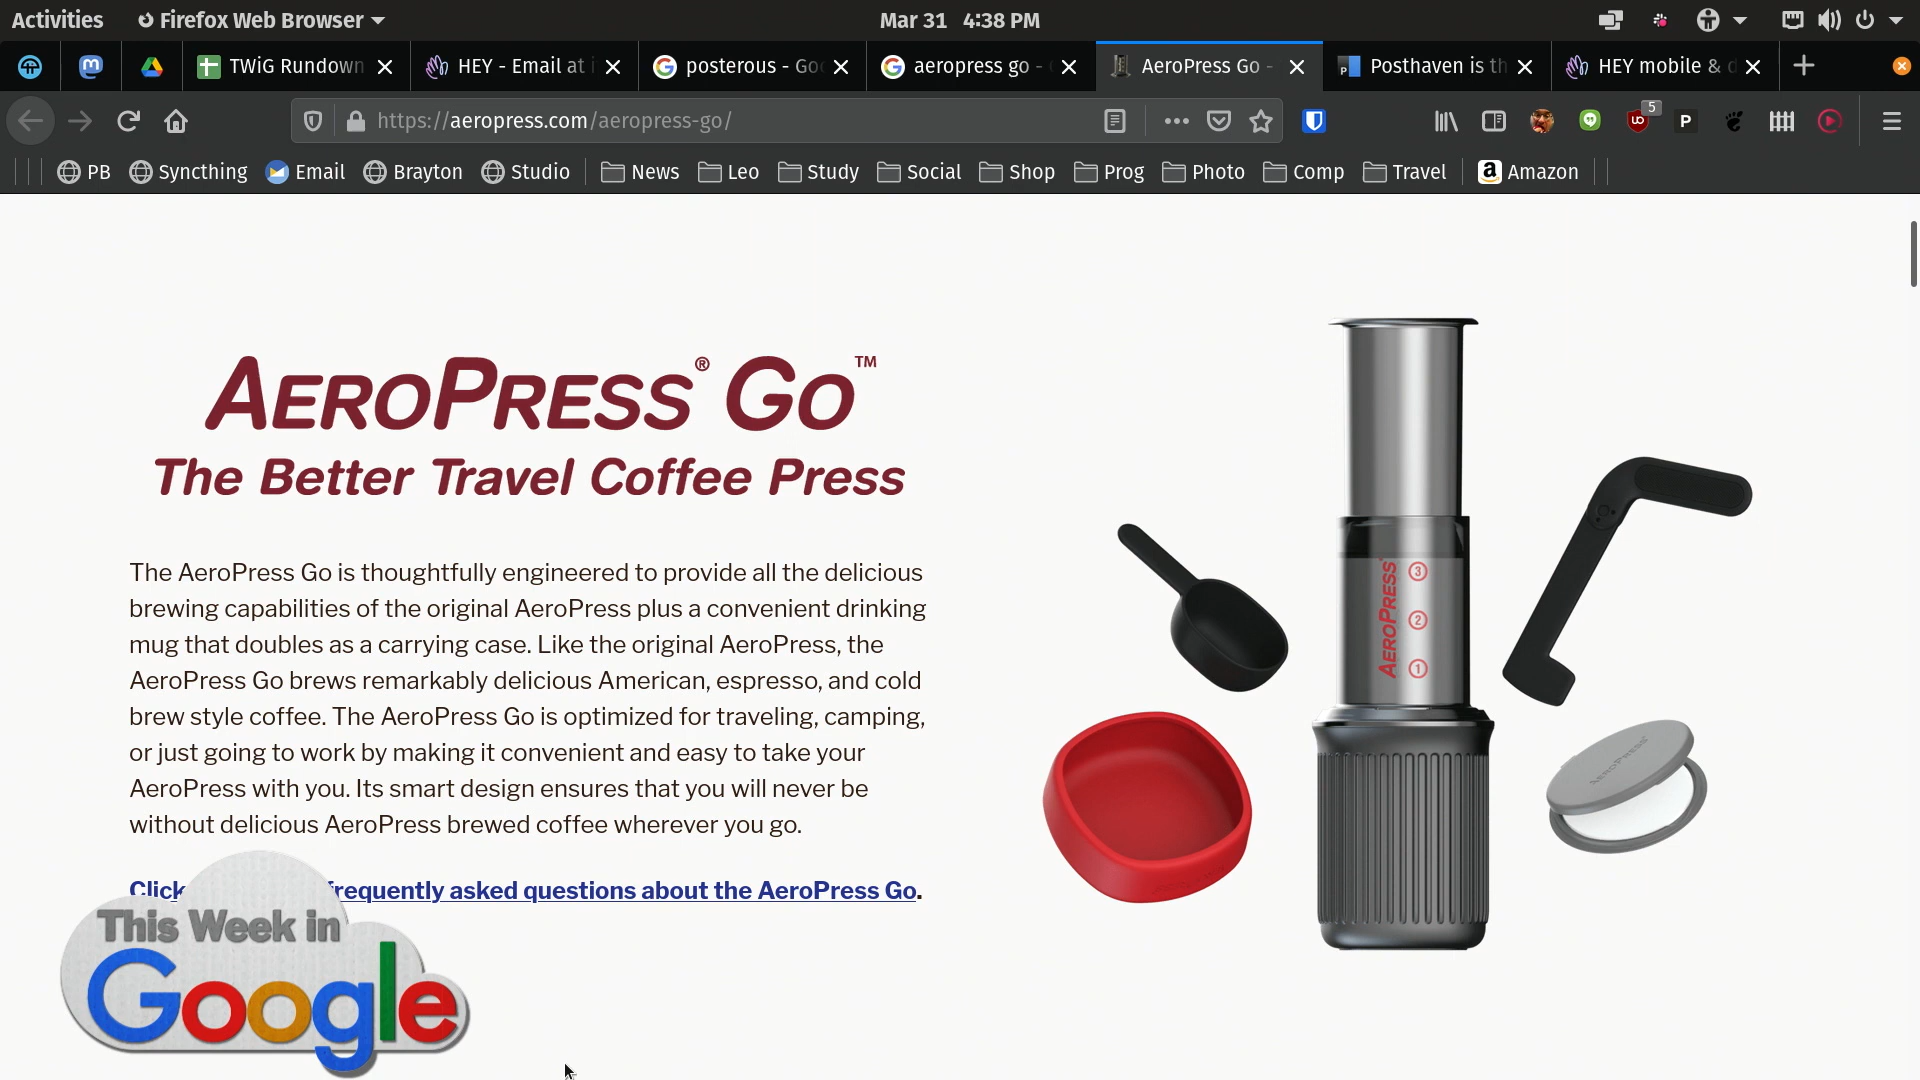 Activities Firefox Web Browser Mar 31 4:38 PM
TWiG Rundown HEY - Email at i posterous - Goo aeropress go - AeroPress Go - Posthaven is th HEY mobile & d
https://aeropress.com/aeropress-go/ 5 P
PB Syncthing Email Brayton Studio News Leo Study Social Shop Prog Photo Comp Travel a Amazon
AEROPRESS® GO™
The Better Travel Coffee Press
The AeroPress Go is thoughtfully engineered to provide all the delicious
brewing capabilities of the original AeroPress plus a convenient drinking
mug that doubles as a carrying case. Like the original AeroPress, the
AeroPress Go brews remarkably delicious American, espresso, and cold
brew style coffee. The AeroPress Go is optimized for traveling, camping,
or just going to work by making it convenient and easy to take your
AeroPress with you. Its smart design ensures that you will never be
without delicious AeroPress brewed coffee wherever you go.
Click frequently asked questions about the AeroPress Go.
AEROPRESS
3
2
1
AEROPRESS
This Week in
Google